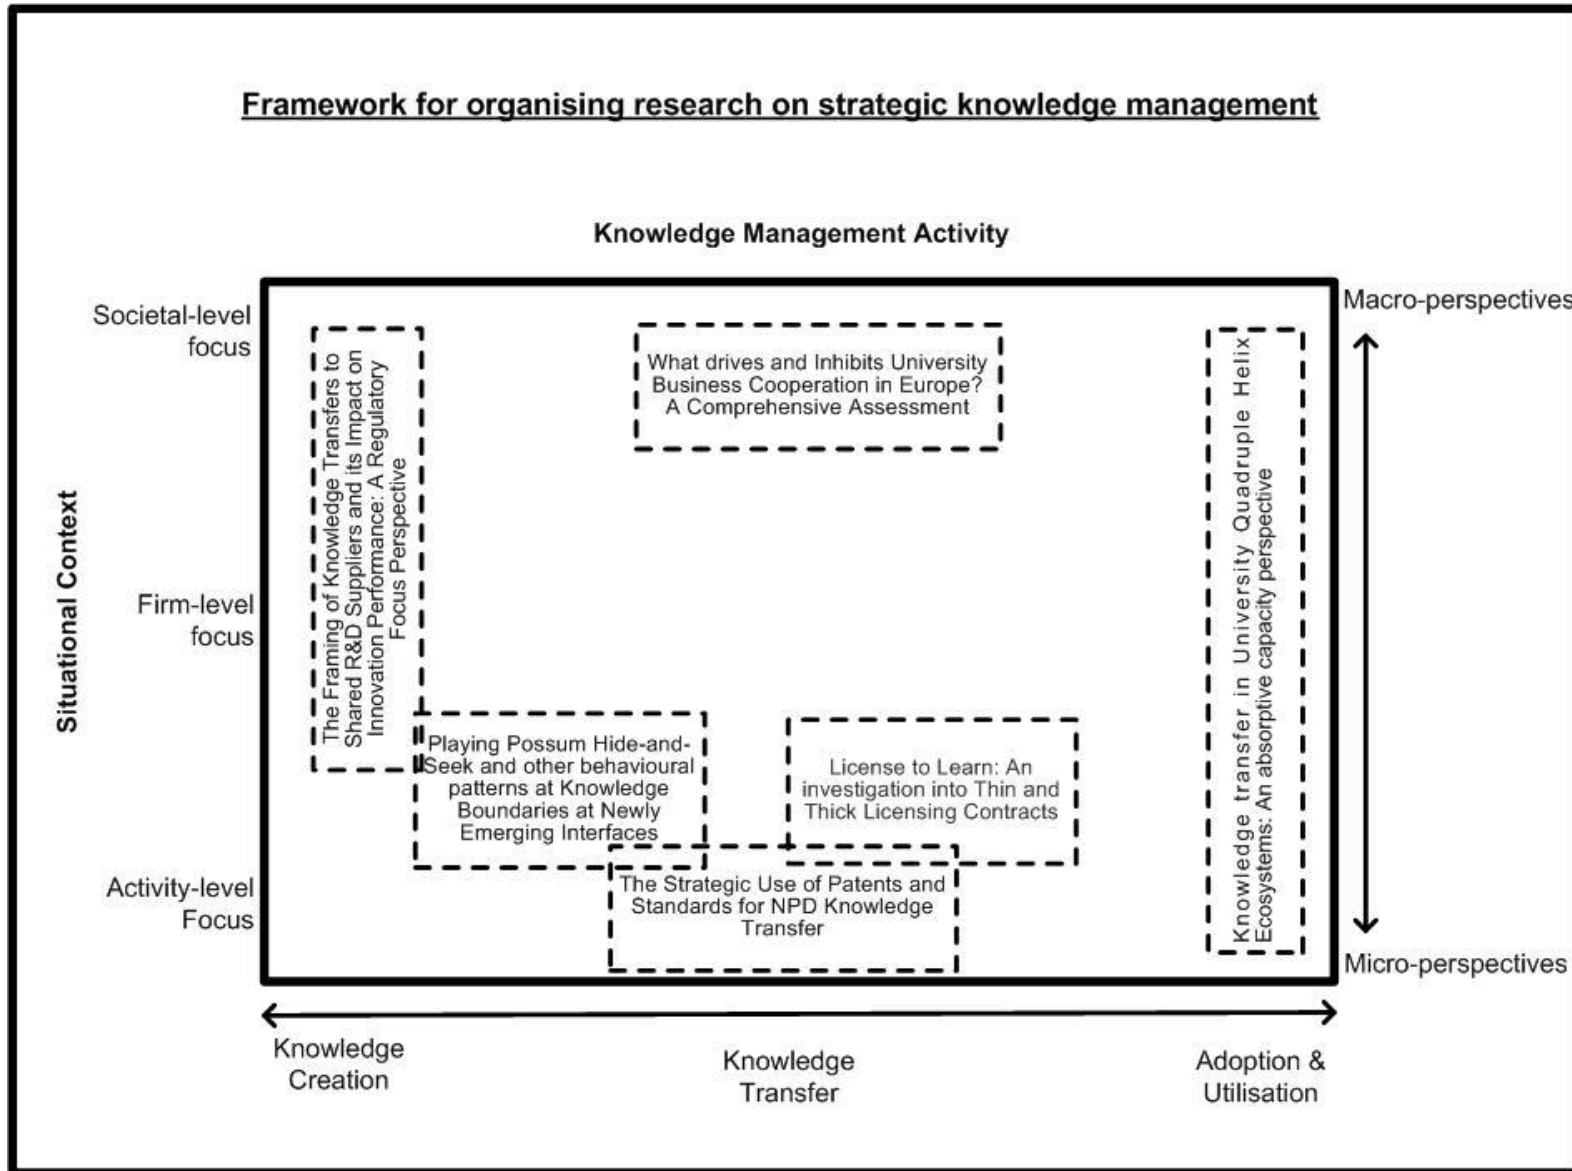 Framework for organising research on strategic knowledge management
Knowledge Management Activity
Societal-level
focus
Macro-perspectives
The Framing of Knowledge Transfers to
Shared R&D Suppliers and its Impact on
Innovation Performance: A Regulatory
Focus Perspective
What drives and Inhibits University
Business Cooperation in Europe?
A Comprehensive Assessment
Knowledge transfer in University Quadruple Helix
Ecosystems: An absorptive capacity perspective
Situational Context
Firm-level
focus
Playing Possum Hide-and-
Seek and other behavioural
patterns at Knowledge
Boundaries at Newly
Emerging Interfaces
License to Learn: An
investigation into Thin and
Thick Licensing Contracts
Activity-level
Focus
The Strategic Use of Patents and
Standards for NPD Knowledge
Transfer
Micro-perspectives
Knowledge
Creation
Knowledge
Transfer
Adoption &
Utilisation